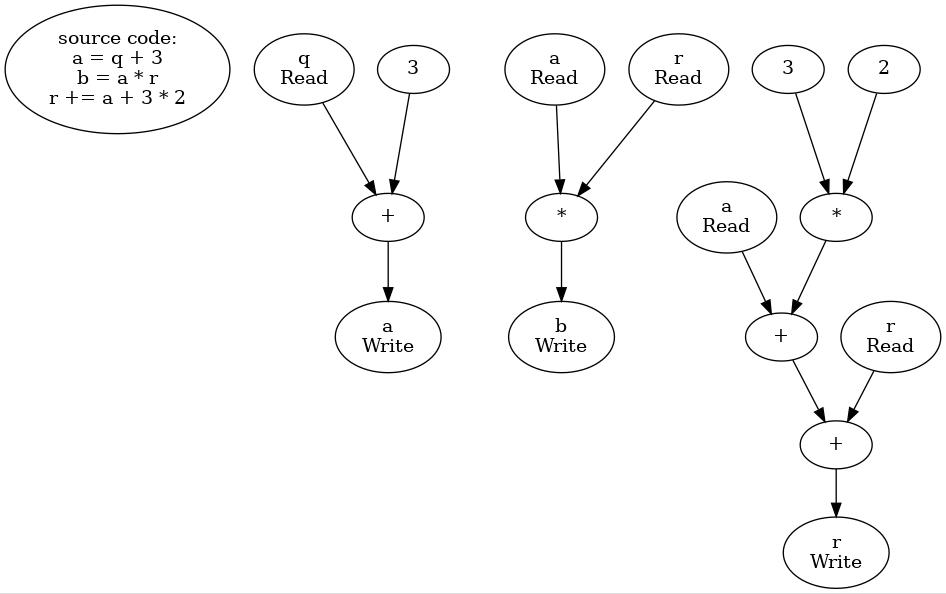 source code:
a = q + 3
b = a * r
r += a + 3 * 2
q
Read
3
+
a
Write
a
Read
r
Read
*
b
Write
3
2
*
a
Read
+
r
Read
+
r
Write